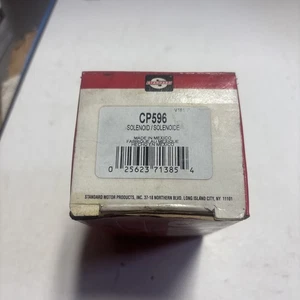 CP596
SOLENOID / SOLENOIDE
MADE IN MEXICO
0 25623 71385 4
STANDARD MOTOR PRODUCTS, INC. 37-18 NORTHERN BLVD. LONG ISLAND CITY, NY 11101